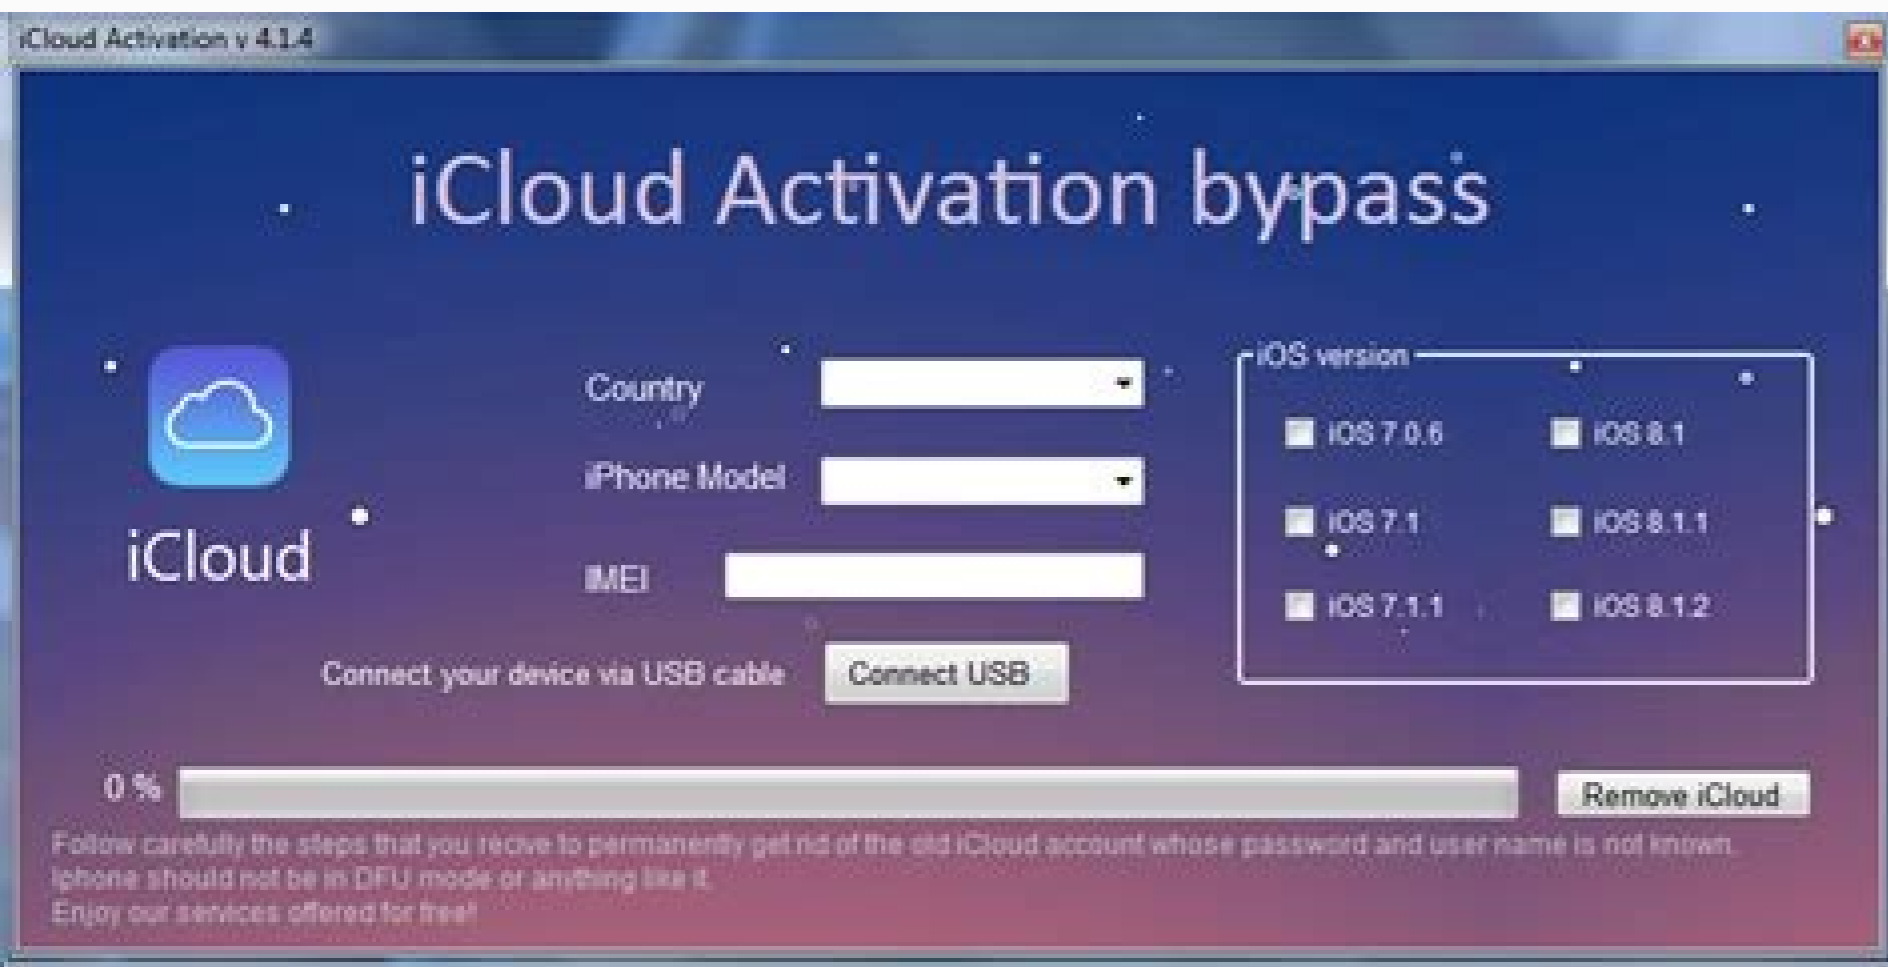 iCloud Activation v 4.1.4
iCloud Activation bypass
iCloud
Country
iPhone Model
IMEI
Connect your device via USB cable
Connect USB
iOS version
iOS 7.0.6
iOS 8.1
iOS 7.1
iOS 8.1.1
iOS 7.1.1
iOS 8.1.2
0 %
Remove iCloud
Follow carefully the steps that you recive to permanently get rid of the old iCloud account whose password and user name is not known.
Iphone should not be in DFU mode or anything like it.
Enjoy our services offered for free!